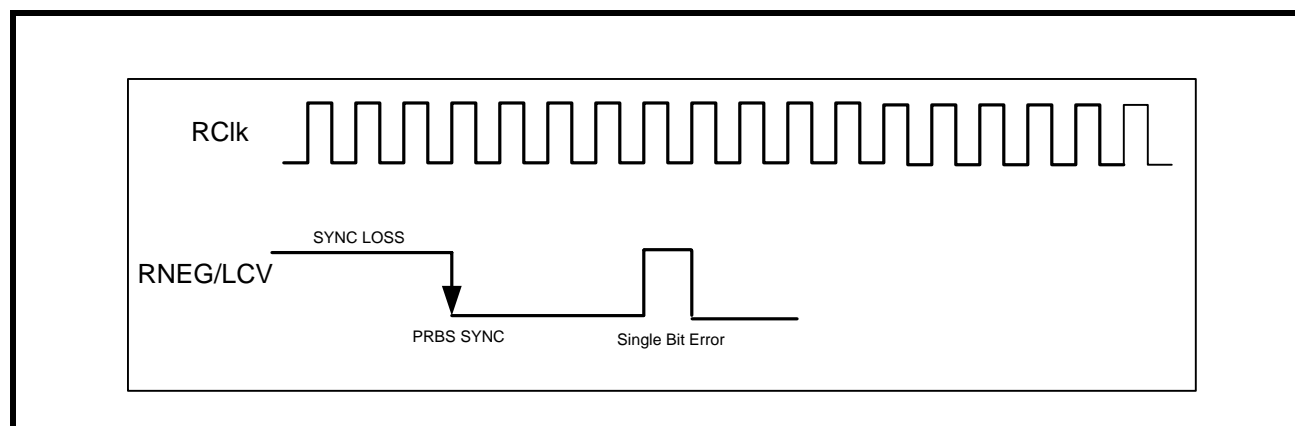 RClk
SYNC LOSS
RNEG/LCV
PRBS SYNC
Single Bit Error